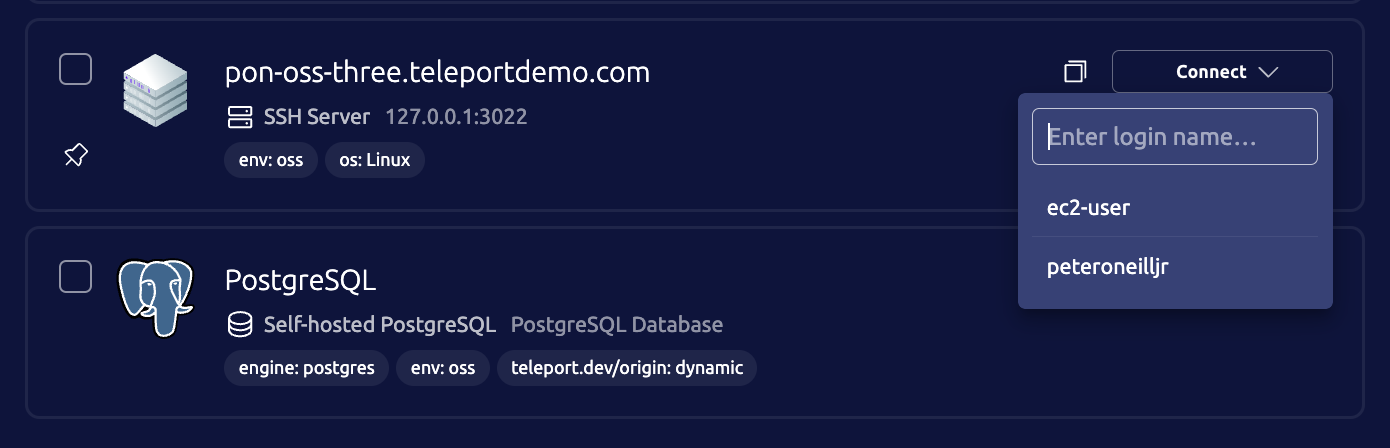 pon-oss-three.teleportdemo.com
Connect
SSH Server 127.0.0.1:3022
env: oss os: Linux
Enter login name...
ec2-user
peteroneilljr
PostgreSQL
Self-hosted PostgreSQL PostgreSQL Database
engine: postgres env: oss teleport.dev/origin: dynamic